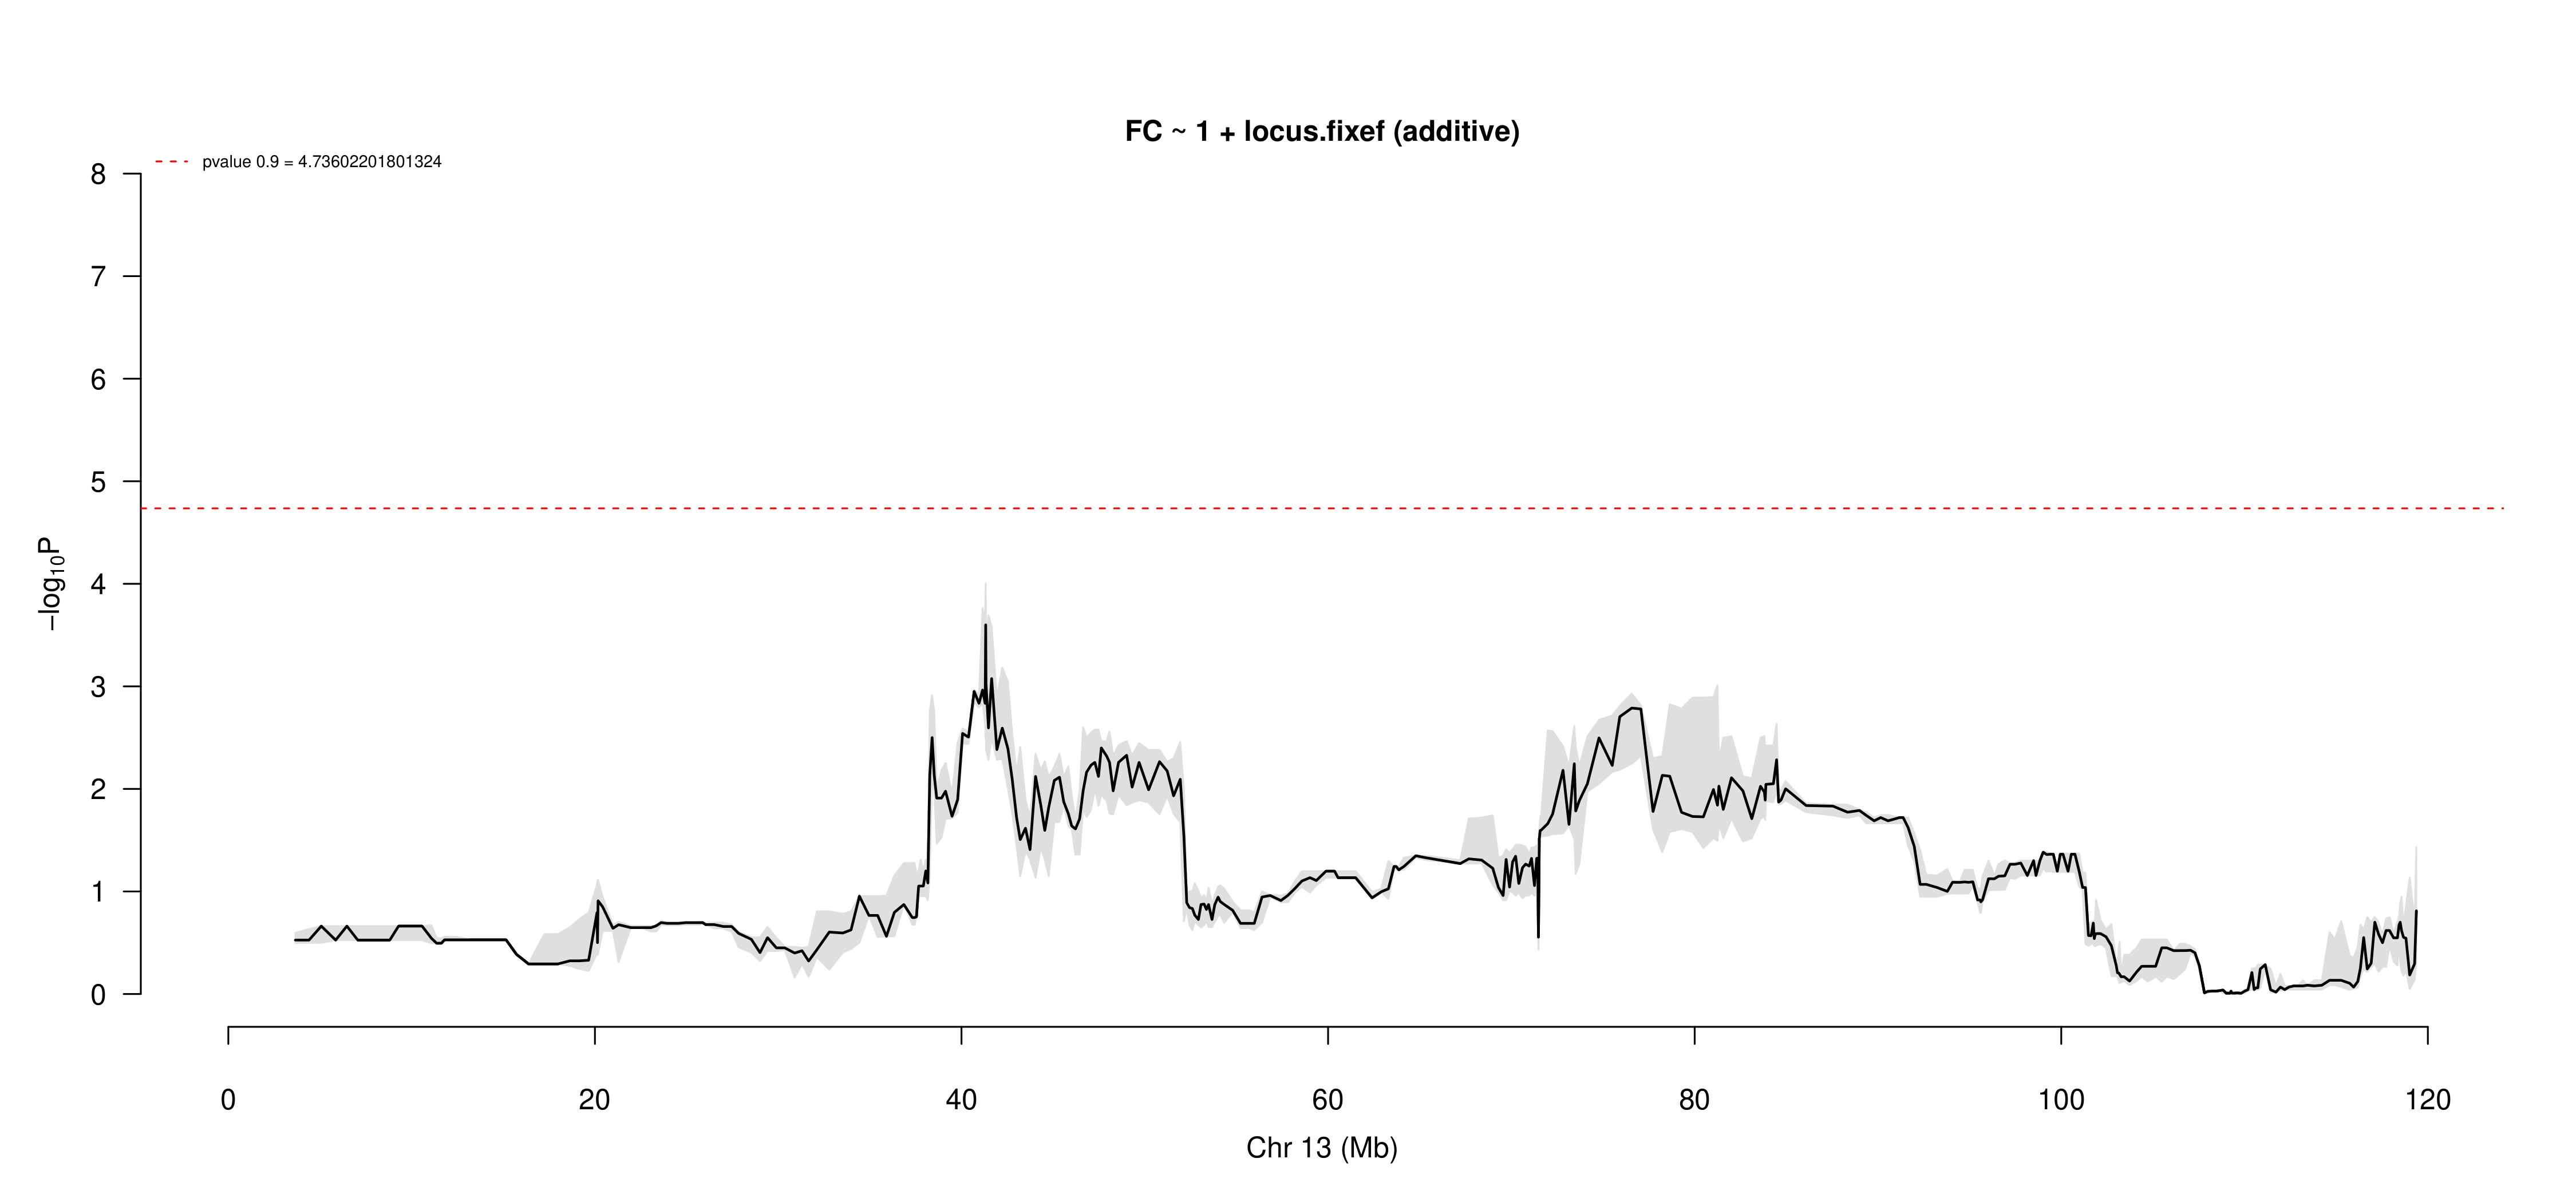 FC ~ 1 + locus.fixef (additive)
pvalue 0.9 = 4.73602201801324
8
7
6
5
4
3
2
1
0
−log10P
0 20 40 60 80 100 120
Chr 13 (Mb)